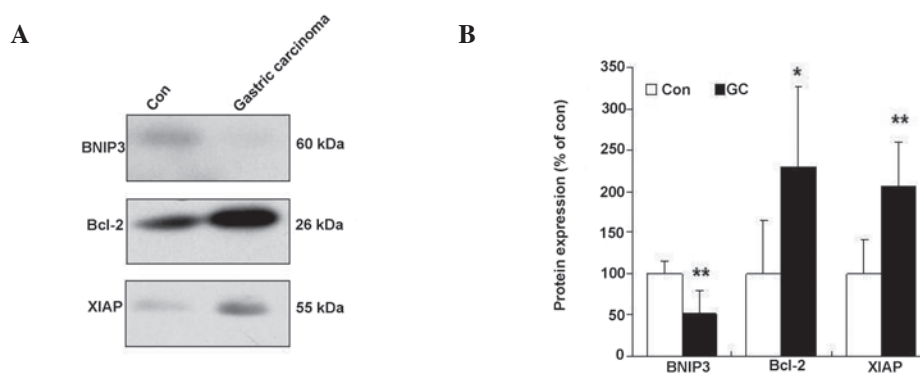 A
Con
Gastric carcinoma
BNIP3
60 kDa
Bcl-2
26 kDa
XIAP
55 kDa
B
Protein expression (% of con)
350
300
250
200
150
100
50
0
Con
GC
**
*
**
BNIP3
Bcl-2
XIAP